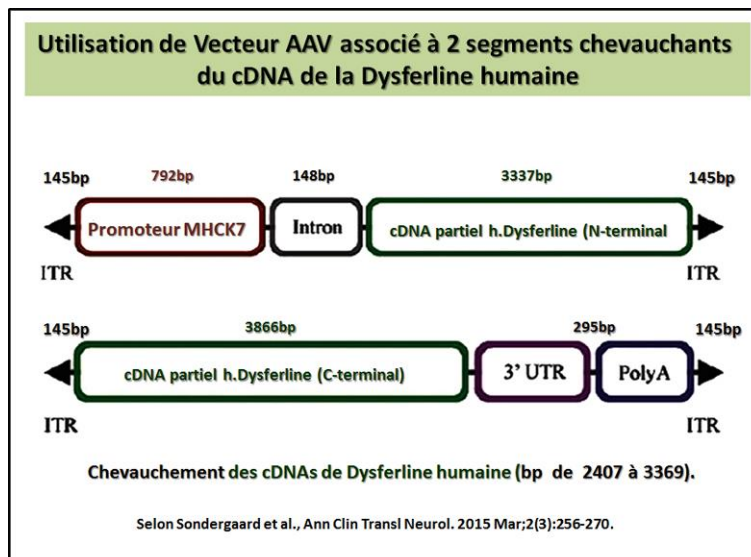 Utilisation de Vecteur AAV associé à 2 segments chevauchants
du cDNA de la Dysferline humaine
145bp 792bp 148bp 3337bp 145bp
Promoteur MHCK7 Intron cDNA partiel h.Dysferline (N-terminal
ITR ITR
145bp 3866bp 295bp 145bp
cDNA partiel h.Dysferline (C-terminal) 3’ UTR PolyA
ITR ITR
Chevauchement des cDNAs de Dysferline humaine (bp de 2407 à 3369).
Selon Sondergaard et al., Ann Clin Transl Neurol. 2015 Mar;2(3):256-270.